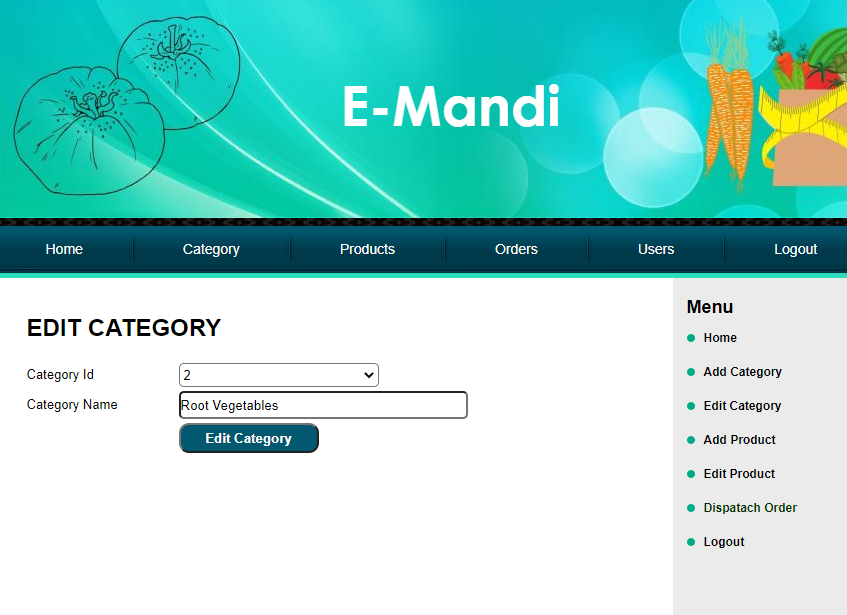 E-Mandi
Home Category Products Orders Users Logout
EDIT CATEGORY
Category Id 2
Category Name Root Vegetables
Edit Category
Menu
Home
Add Category
Edit Category
Add Product
Edit Product
Dispatach Order
Logout